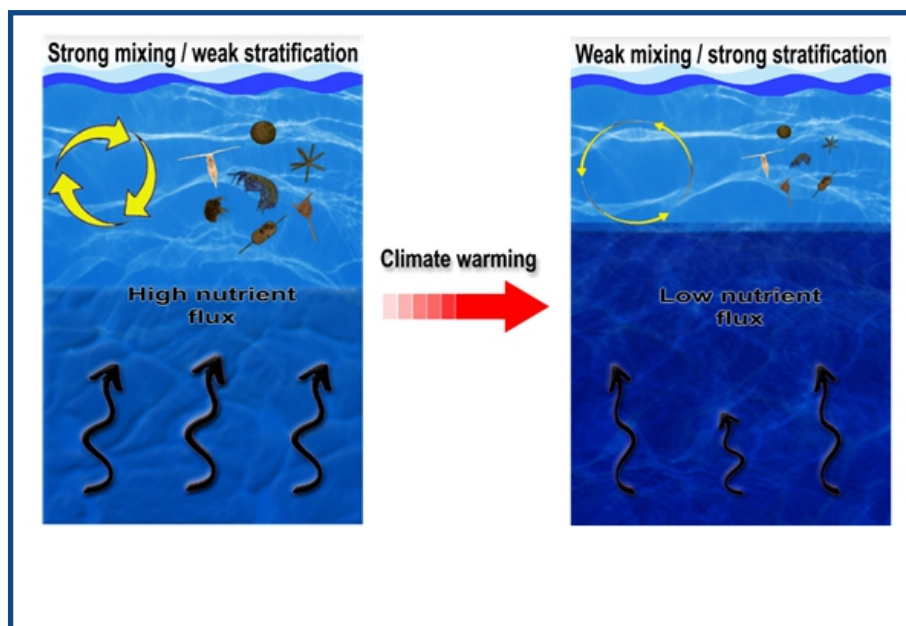 Strong mixing / weak stratification
High nutrient
flux
Climate warming
Weak mixing / strong stratification
Low nutrient
flux